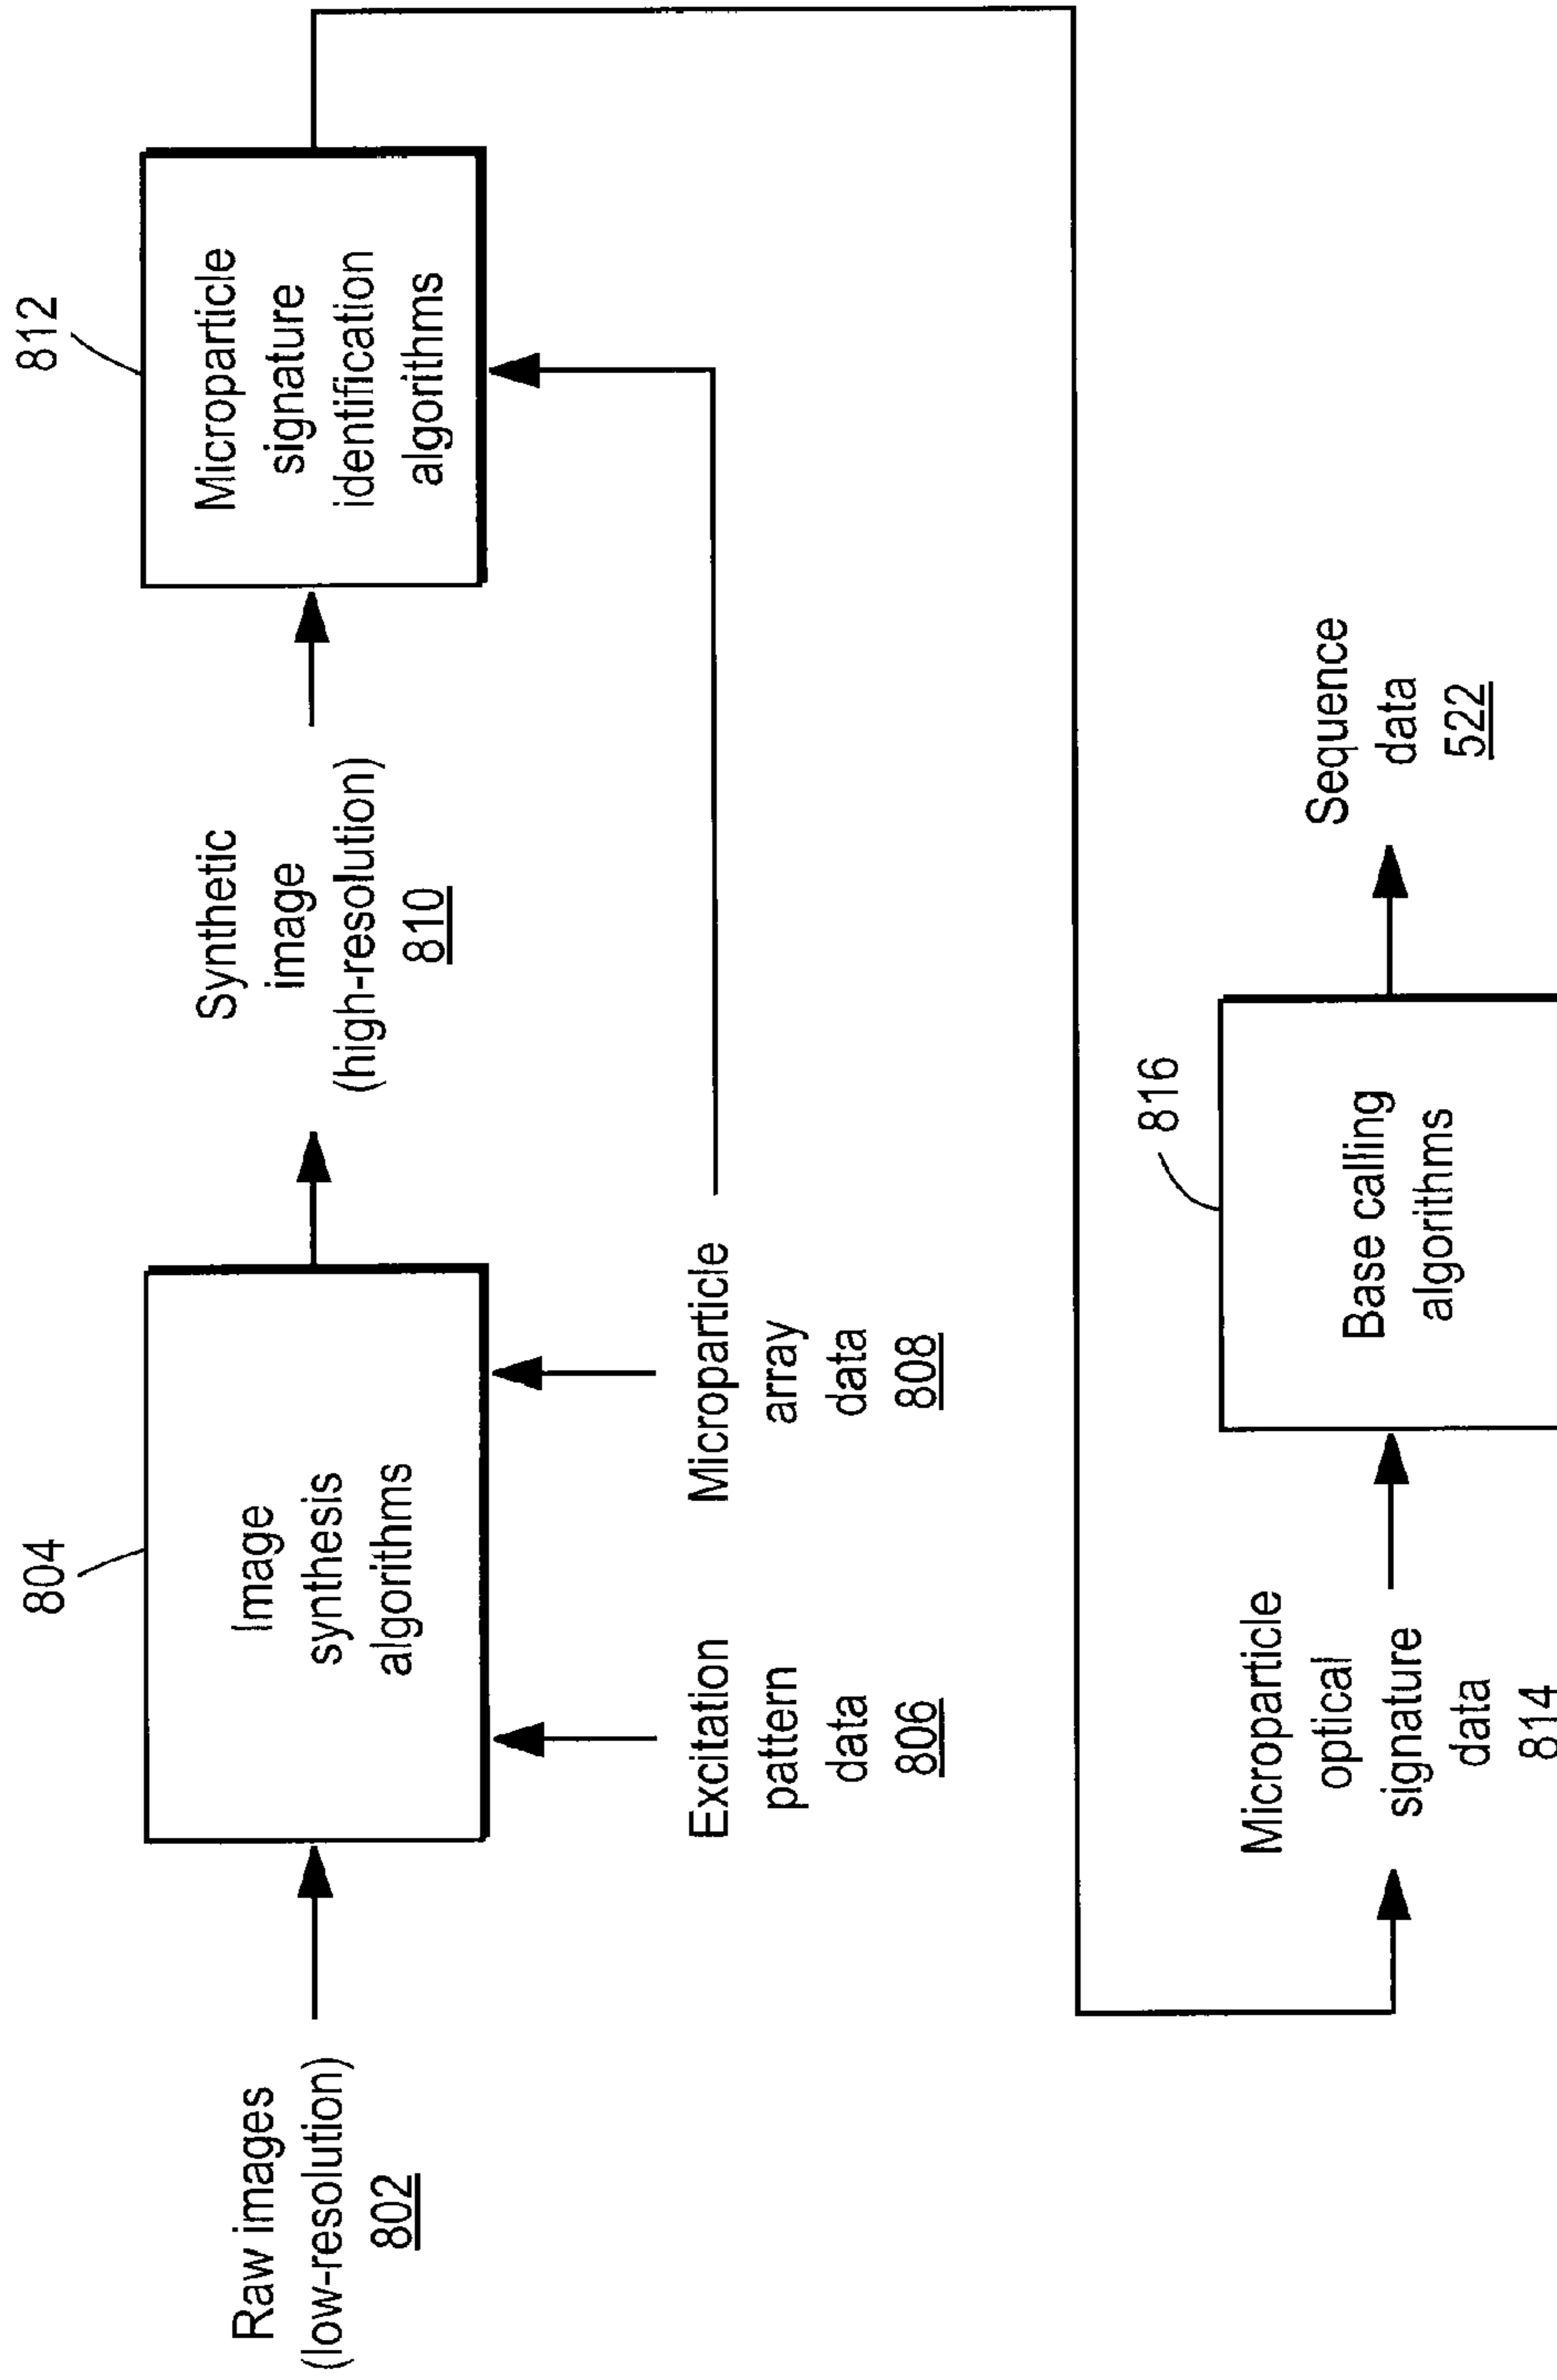 Raw images
(low-resolution)
802
804
Image
synthesis
algorithms
Excitation
pattern
data
806
Microparticle
array
data
808
Synthetic
image
(high-resolution)
810
812
Microparticle
signature
identification
algorithms
Microparticle
optical
signature
data
814
816
Base calling
algorithms
Sequence
data
522